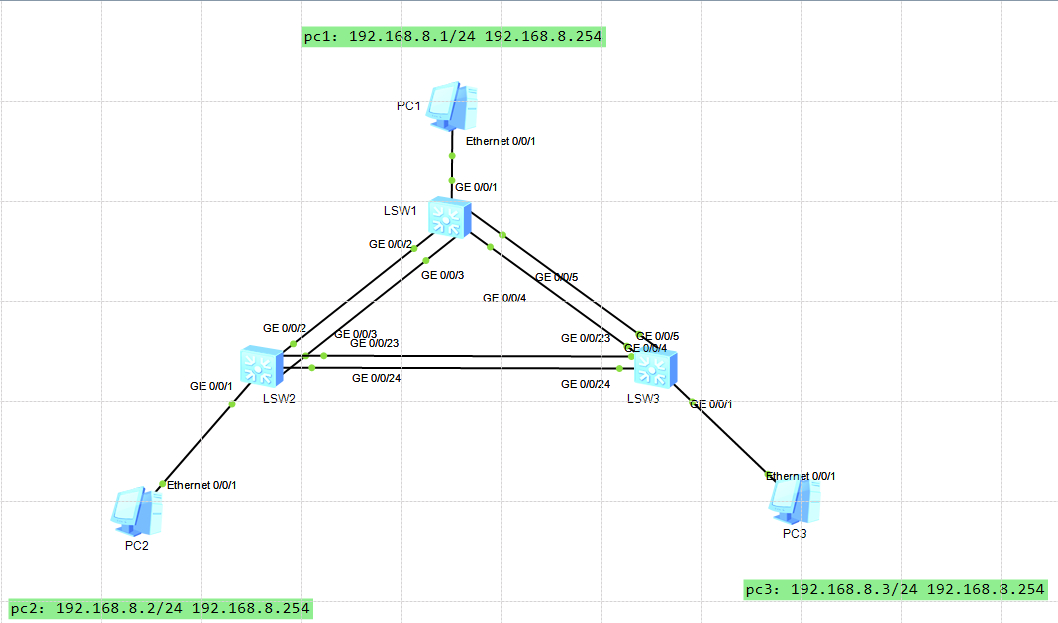 pc1: 192.168.8.1/24 192.168.8.254
PC1
Ethernet 0/0/1
GE 0/0/1
LSW1
GE 0/0/2
GE 0/0/3
GE 0/0/5
GE 0/0/4
GE 0/0/2
GE 0/0/3
GE 0/0/23
GE 0/0/23
GE 0/0/5
GE 0/0/4
GE 0/0/24
GE 0/0/24
GE 0/0/1
LSW2
LSW3
GE 0/0/1
Ethernet 0/0/1
Ethernet 0/0/1
PC2
PC3
pc3: 192.168.8.3/24 192.168.8.254
pc2: 192.168.8.2/24 192.168.8.254